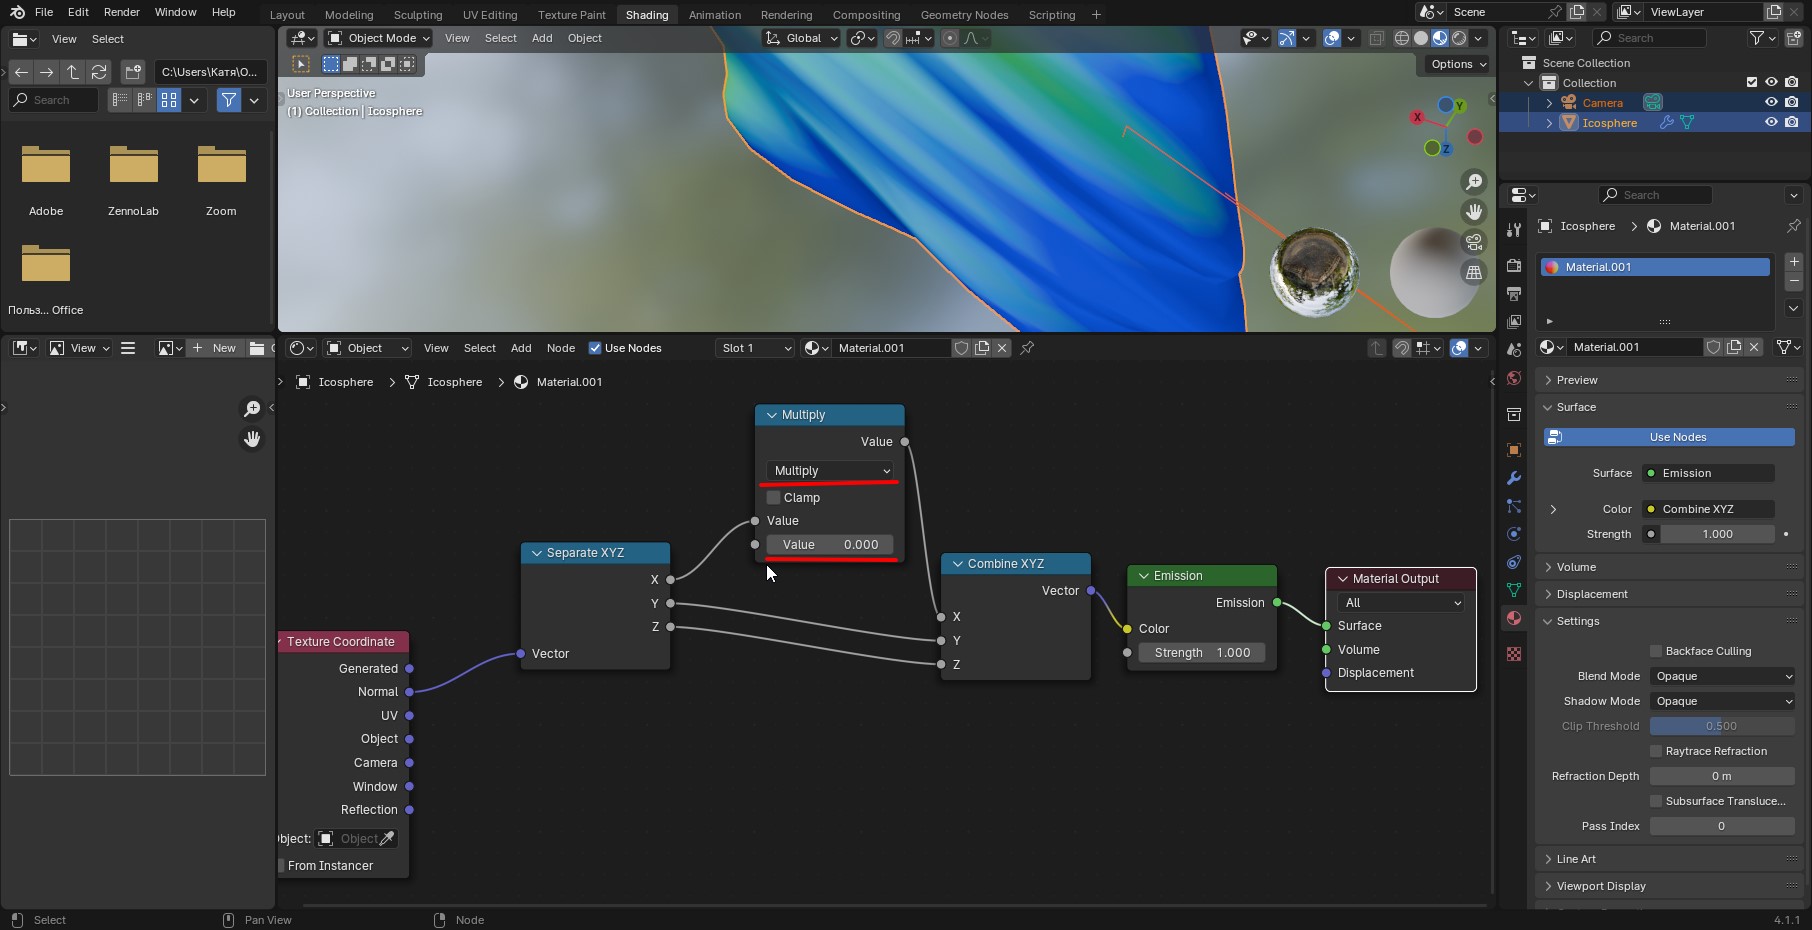 File Edit Render Window Help
Layout Modeling Sculpting UV Editing Texture Paint Shading Animation Rendering Compositing Geometry Nodes Scripting +
Scene
ViewLayer
View Select
C:\Users\Катя\О...
Search
Adobe
ZennoLab
Zoom
Польз... Office
Object Mode View Select Add Object
Global
Options
User Perspective
(1) Collection | Icosphere
X
Y
Z
Search
Scene Collection
Collection
Camera
Icosphere
Search
Icosphere > Material.001
Material.001
Material.001
Preview
Surface
Use Nodes
Surface Emission
Color Combine XYZ
Strength 1.000
Volume
Displacement
Settings
Backface Culling
Blend Mode Opaque
Shadow Mode Opaque
Clip Threshold 0.500
Raytrace Refraction
Refraction Depth 0 m
Subsurface Transluce...
Pass Index 0
Line Art
Viewport Display
View
New
Object View Select Add Node Use Nodes Slot 1 Material.001
Icosphere > Icosphere > Material.001
Multiply
Value
Multiply
Clamp
Value
Value 0.000
Separate XYZ
X
Y
Z
Vector
Texture Coordinate
Generated
Normal
UV
Object
Camera
Window
Reflection
bject: Object
From Instancer
Combine XYZ
Vector
X
Y
Z
Emission
Emission
Color
Strength 1.000
Material Output
All
Surface
Volume
Displacement
Select Pan View Node
4.1.1